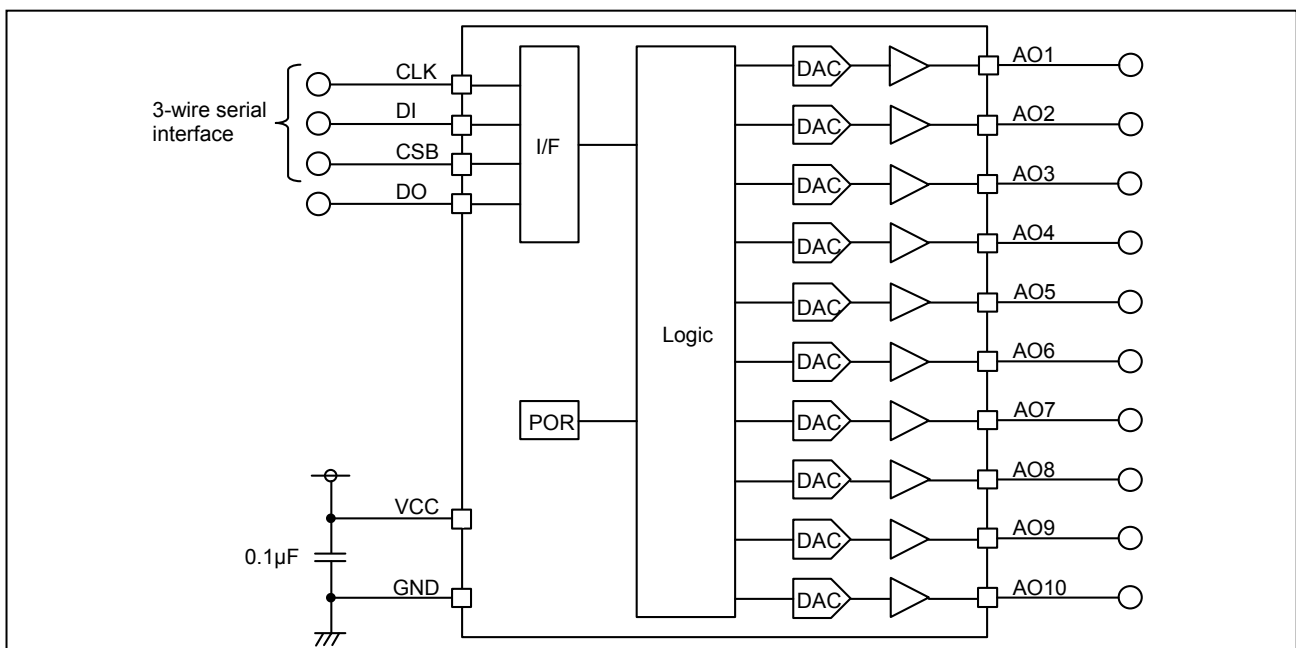 3-wire serial
interface
CLK
DI
CSB
DO
I/F
POR
Logic
VCC
0.1µF
GND
DAC
AO1
DAC
AO2
DAC
AO3
DAC
AO4
DAC
AO5
DAC
AO6
DAC
AO7
DAC
AO8
DAC
AO9
DAC
AO10